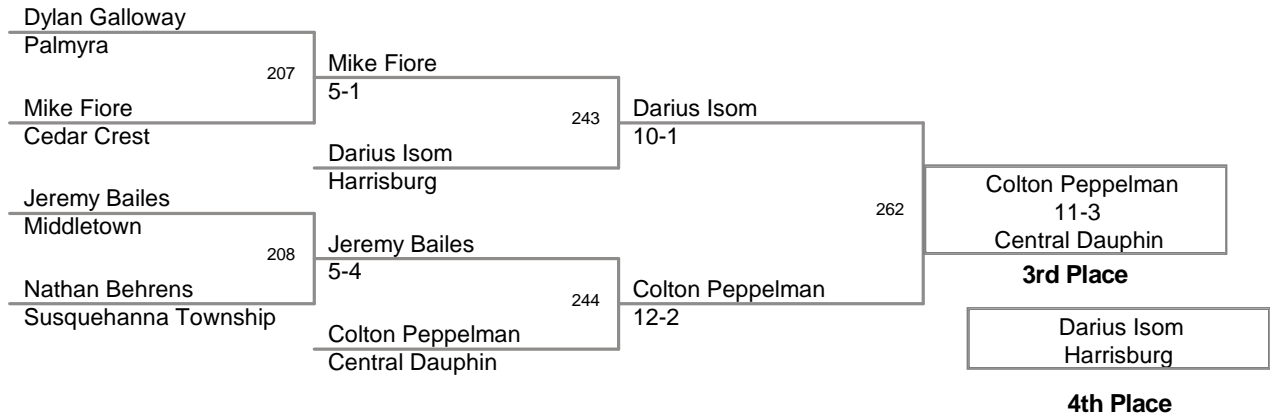 Dylan Galloway
Palmyra
207
Mike Fiore
5-1
Mike Fiore
Cedar Crest
243
Darius Isom
10-1
Darius Isom
Harrisburg
Jeremy Bailes
Middletown
208
Jeremy Bailes
5-4
Nathan Behrens
Susquehanna Township
244
Colton Peppelman
12-2
Colton Peppelman
Central Dauphin
262
Colton Peppelman
11-3
Central Dauphin
3rd Place
Darius Isom
Harrisburg
4th Place